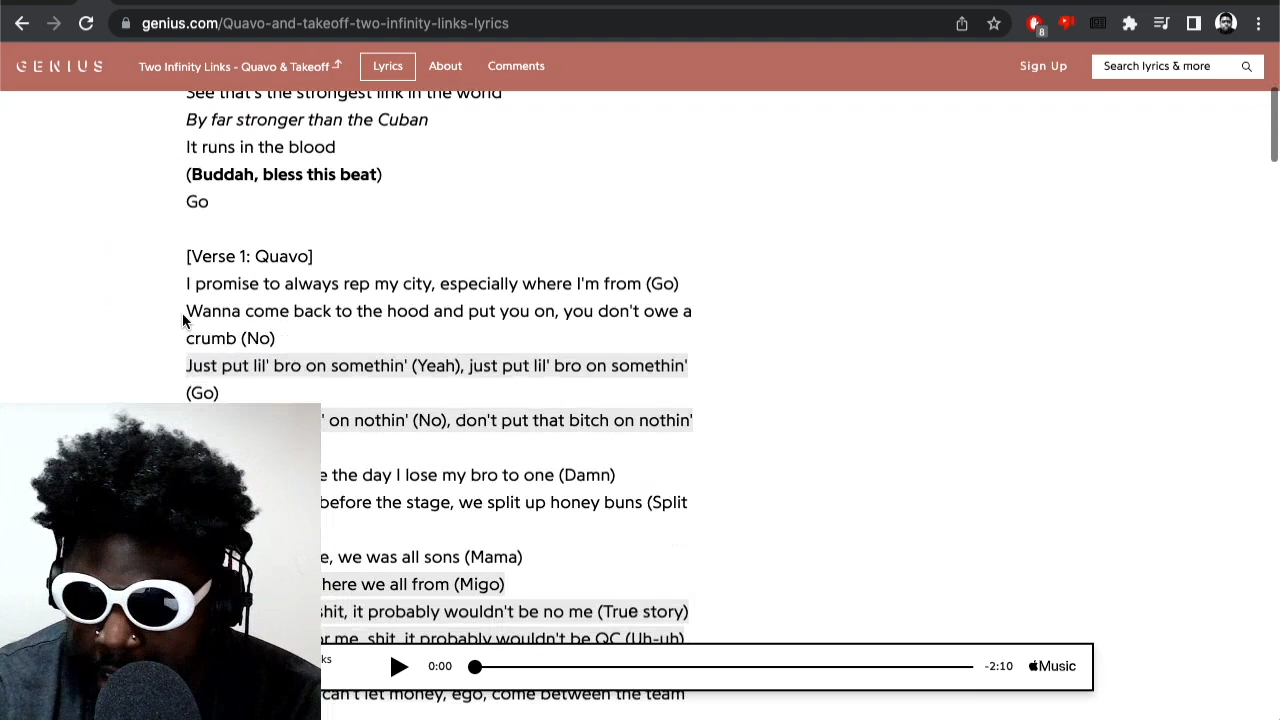 genius.com/Quavo-and-takeoff-two-infinity-links-lyrics
8
GENIUS
Two Infinity Links - Quavo & Takeoff
Lyrics
About
Comments
Sign Up
Search lyrics & more
See that's the strongest link in the world
By far stronger than the Cuban
It runs in the blood
(Buddah, bless this beat)
Go
[Verse 1: Quavo]
I promise to always rep my city, especially where I'm from (Go)
Wanna come back to the hood and put you on, you don't owe a
crumb (No)
Just put lil' bro on somethin' (Yeah), just put lil' bro on somethin'
(Go)
' on nothin' (No), don't put that bitch on nothin'
e the day I lose my bro to one (Damn)
before the stage, we split up honey buns (Split
e, we was all sons (Mama)
here we all from (Migo)
shit, it probably wouldn't be no me (True story)
or me, shit, it probably wouldn't be QC (Uh-uh)
ks
0:00
-2:10
Music
can't let money, ego, come between the team